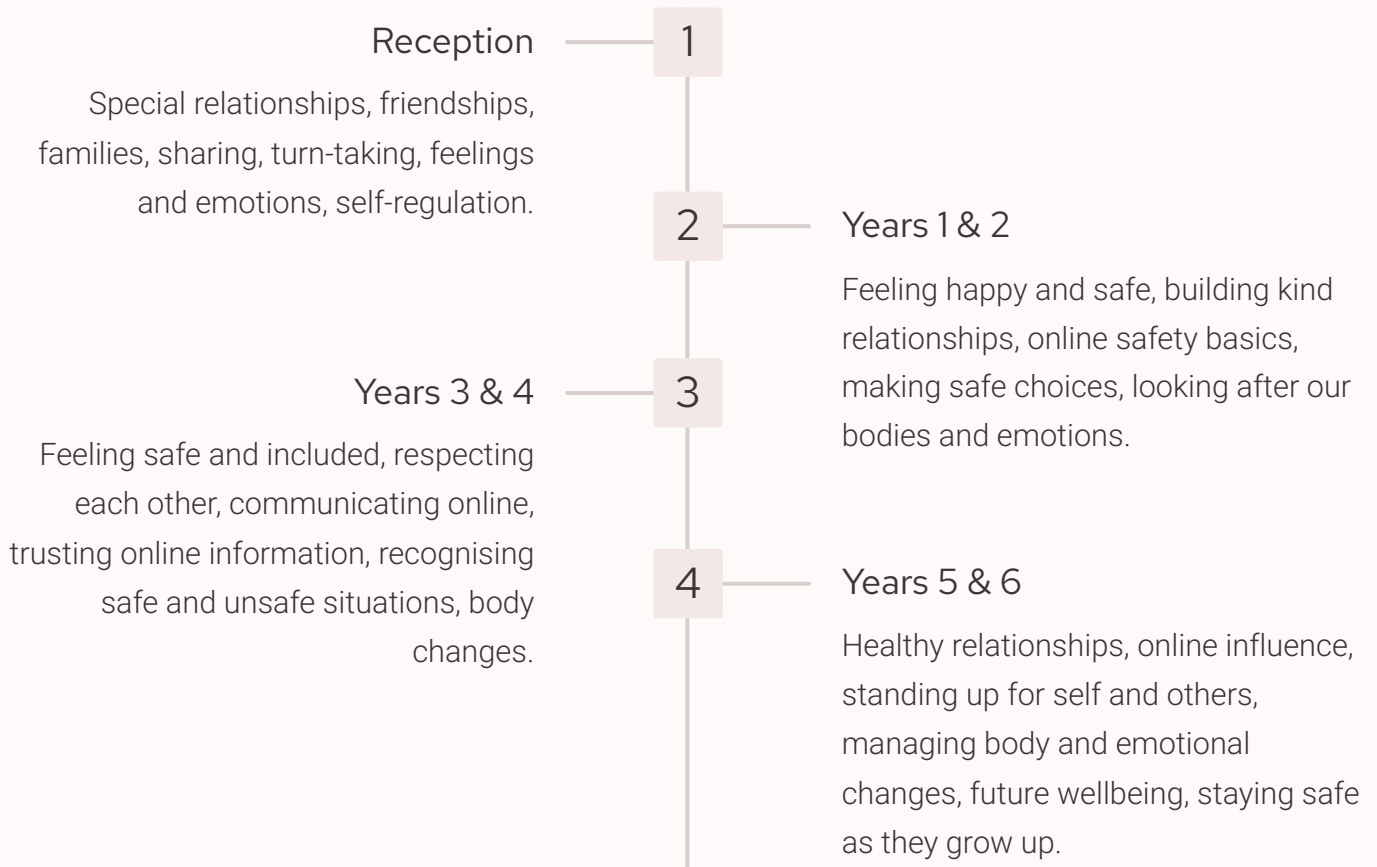 1
Reception
Special relationships, friendships,
families, sharing, turn-taking, feelings
and emotions, self-regulation.
2
Years 1 & 2
Feeling happy and safe, building kind
relationships, online safety basics,
making safe choices, looking after our
bodies and emotions.
3
Years 3 & 4
Feeling safe and included, respecting
each other, communicating online,
trusting online information, recognising
safe and unsafe situations, body
changes.
4
Years 5 & 6
Healthy relationships, online influence,
standing up for self and others,
managing body and emotional
changes, future wellbeing, staying safe
as they grow up.